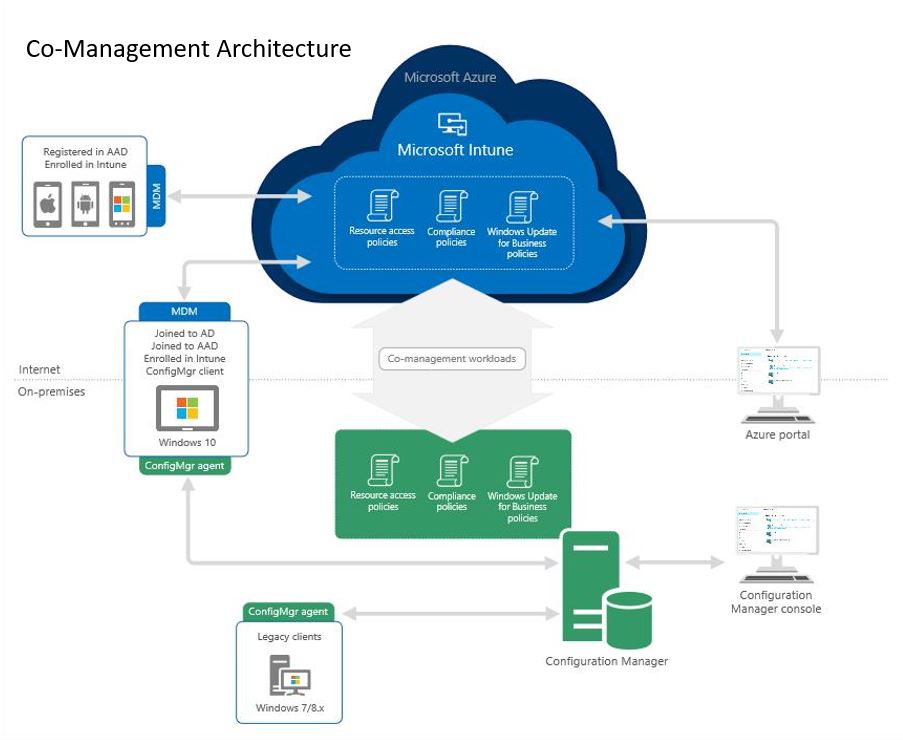 Co-Management Architecture
Microsoft Azure
Microsoft Intune
Registered in AAD
Enrolled in Intune
MDM
Resource access
policies
Compliance
policies
Windows Update
for Business
policies
MDM
Joined to AD
Joined to AAD
Enrolled in Intune
ConfigMgr client
Windows 10
ConfigMgr agent
Co-management workloads
Internet
On-premises
Azure portal
Resource access
policies
Compliance
policies
Windows Update
for Business
policies
Configuration
Manager console
ConfigMgr agent
Legacy clients
Windows 7/8.x
Configuration Manager